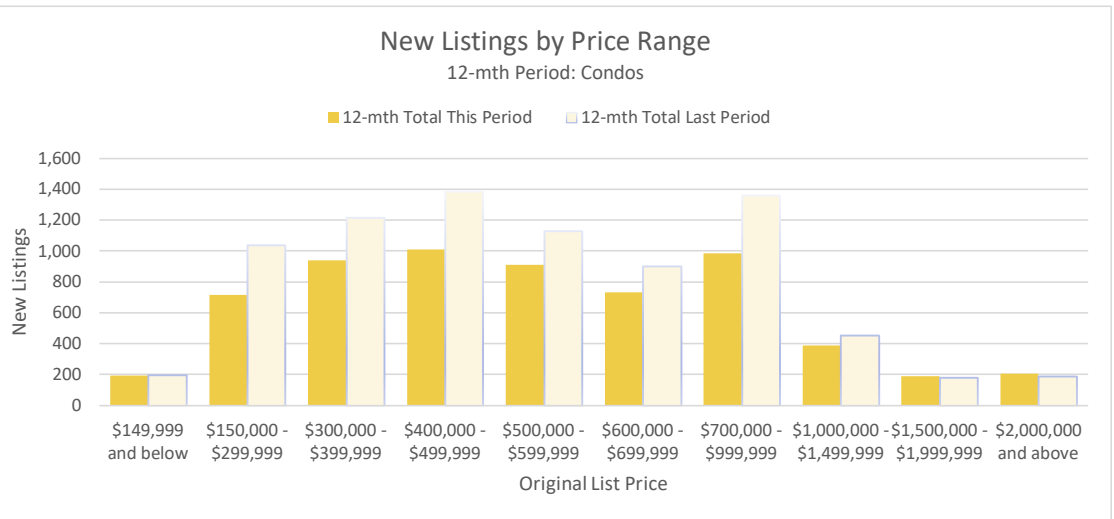 New Listings by Price Range
12-mth Period: Condos
12-mth Total This Period 12-mth Total Last Period
1,600
1,400
1,200
1,000
800
600
400
200
0
New Listings
$149,999 $150,000 - $300,000 - $400,000 - $500,000 - $600,000 - $700,000 - $1,000,000 - $1,500,000 - $2,000,000
and below $299,999 $399,999 $499,999 $599,999 $699,999 $999,999 $1,499,999 $1,999,999 and above
Original List Price